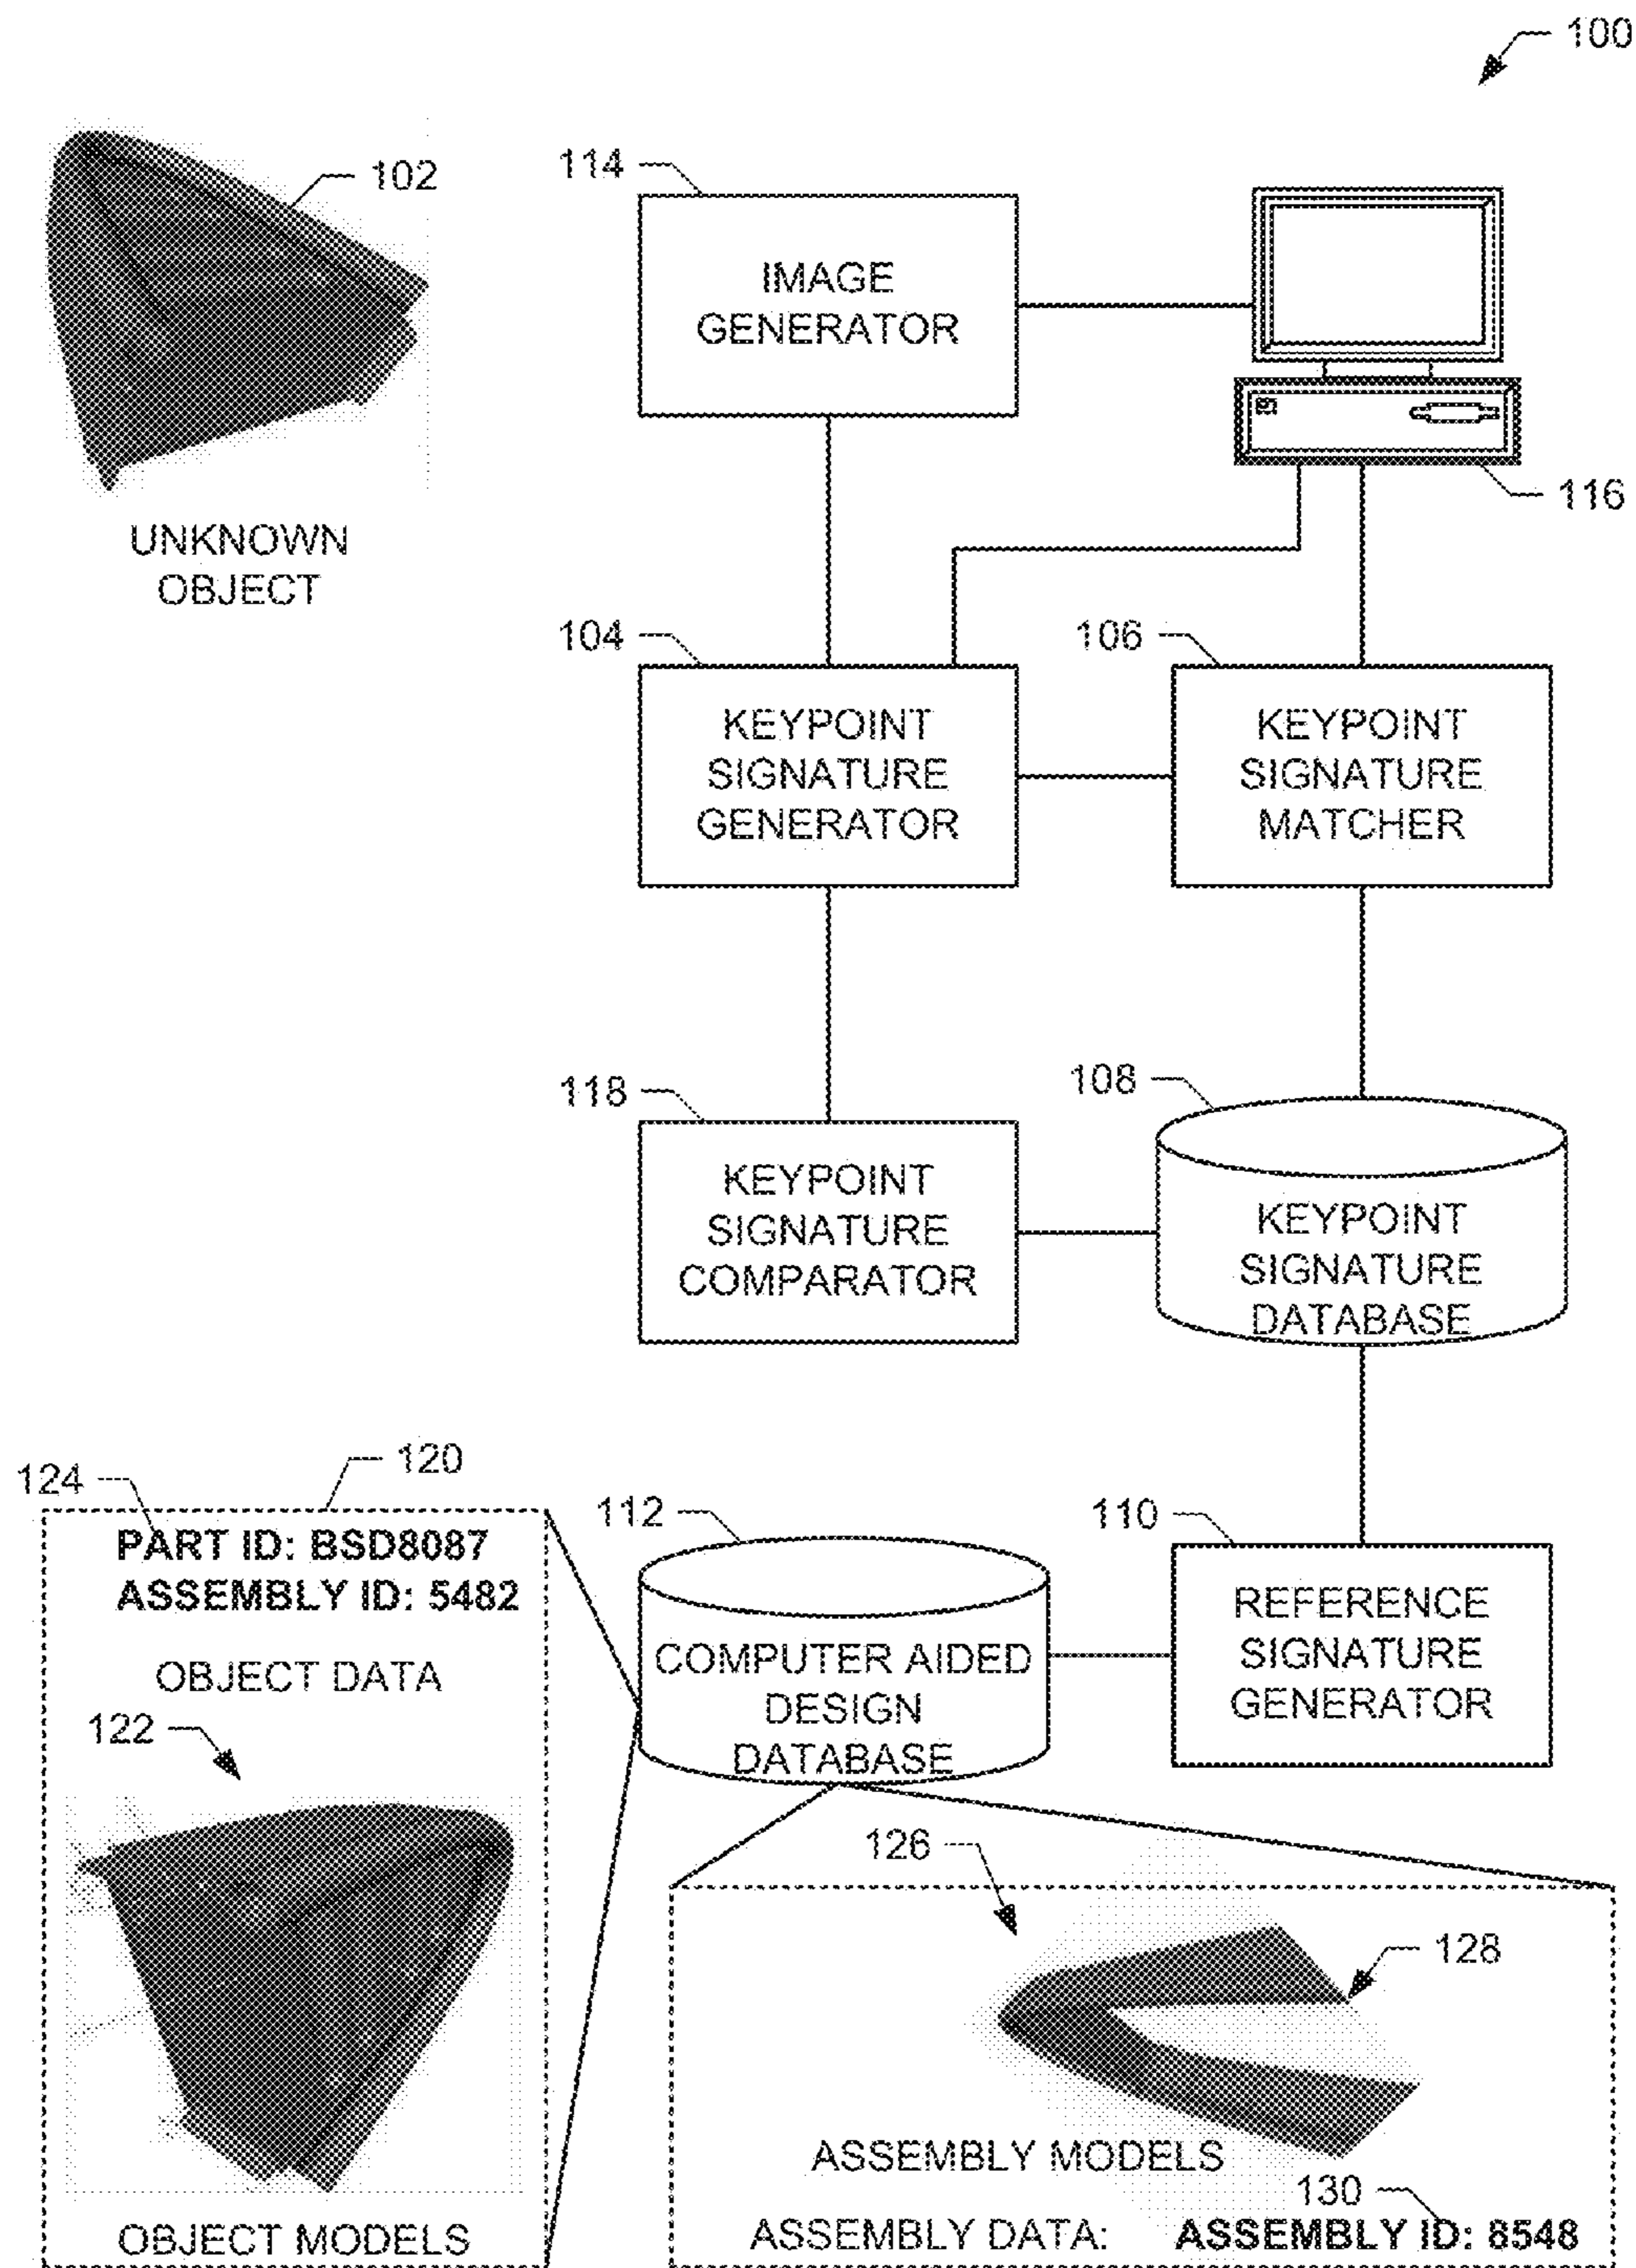 100
102
114
IMAGE
GENERATOR
116
UNKNOWN
OBJECT
104
106
KEYPOINT
SIGNATURE
GENERATOR
KEYPOINT
SIGNATURE
MATCHER
118
108
KEYPOINT
SIGNATURE
COMPARATOR
KEYPOINT
SIGNATURE
DATABASE
124
120
PART ID: BSD8087
ASSEMBLY ID: 5482
OBJECT DATA
122
OBJECT MODELS
112
110
COMPUTER AIDED
DESIGN
DATABASE
REFERENCE
SIGNATURE
GENERATOR
126
128
ASSEMBLY MODELS
130
ASSEMBLY DATA: ASSEMBLY ID: 8548